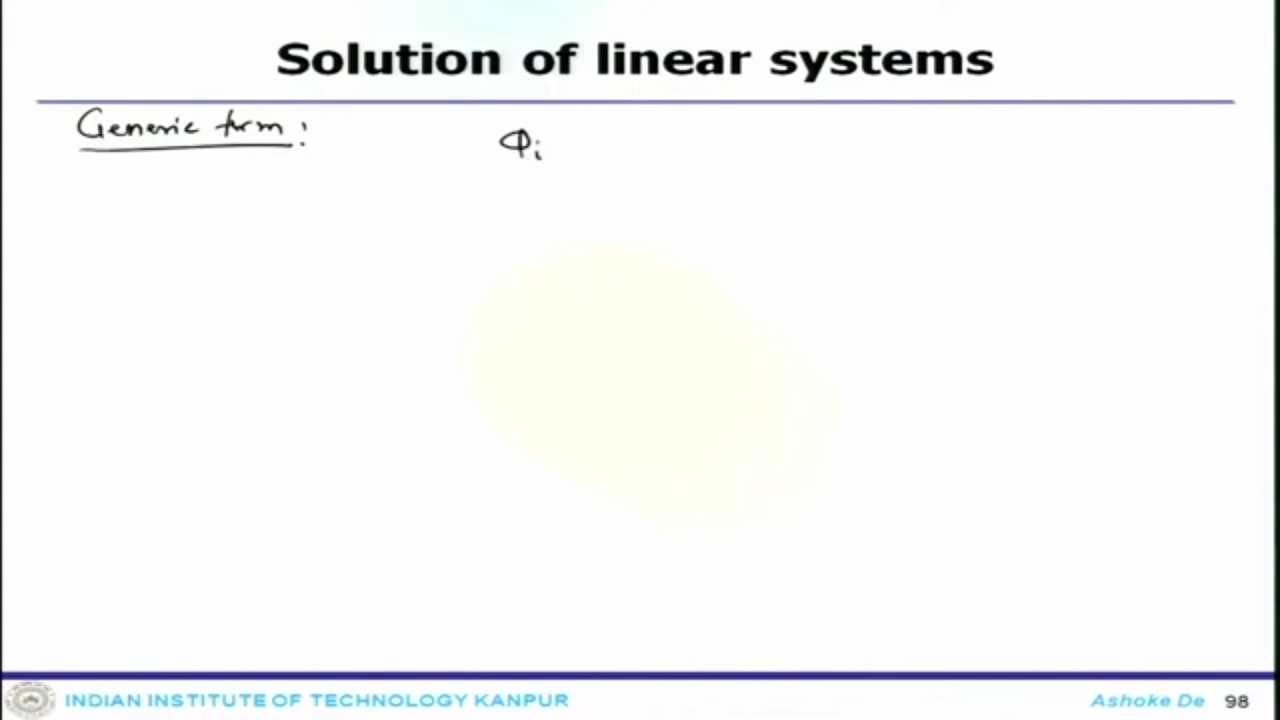 Solution of linear systems
Generic form: Φi
INDIAN INSTITUTE OF TECHNOLOGY KANPUR Ashoke De 98